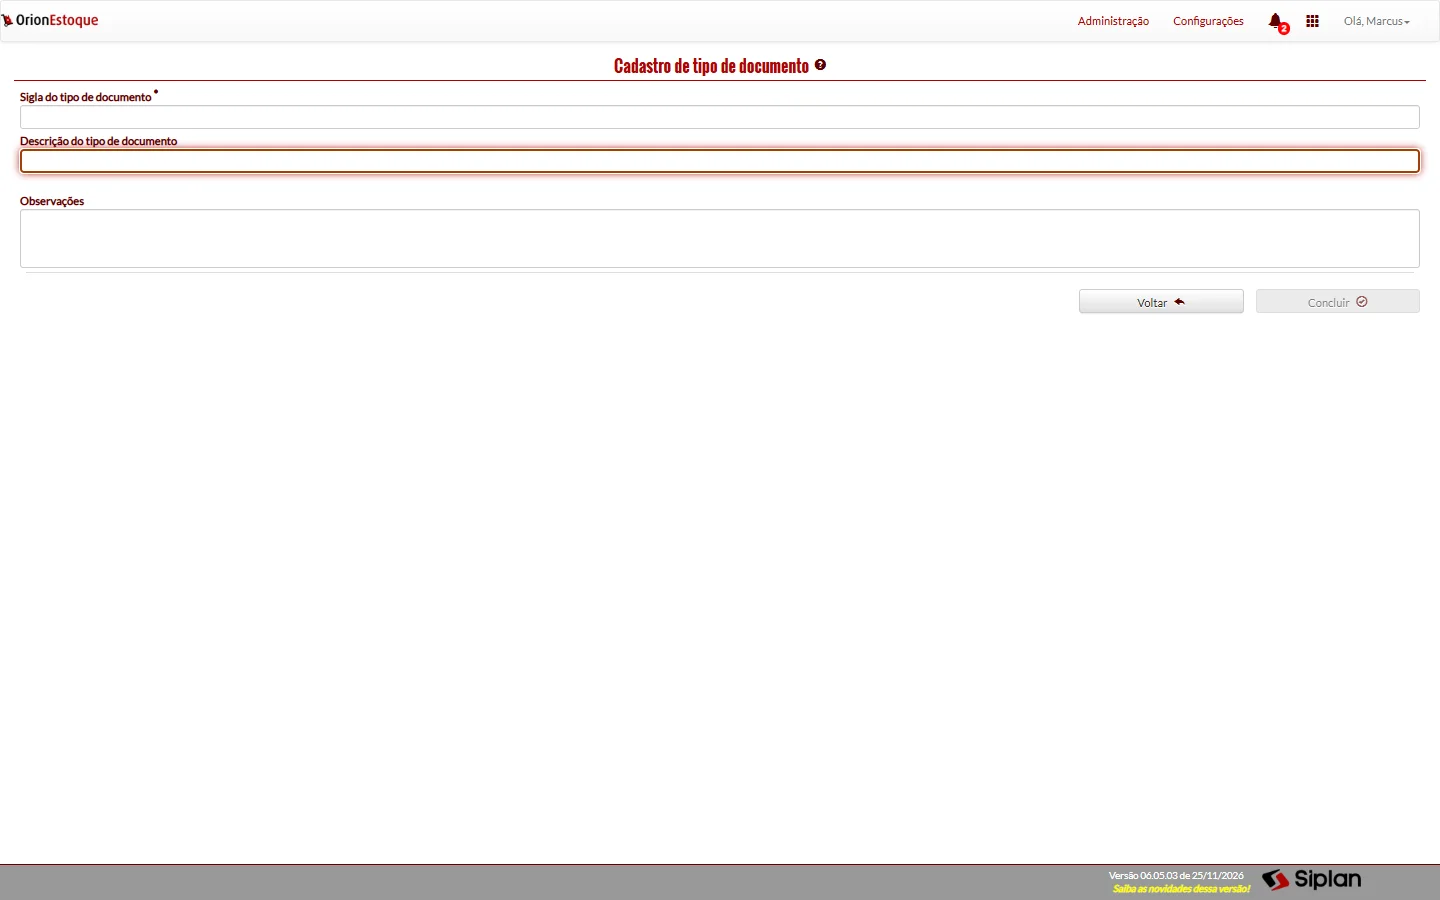 OrionEstoque
Administração
Configurações
2
Olá, Marcus
Cadastro de tipo de documento
Sigla do tipo de documento
Descrição do tipo de documento
Observações
Voltar
Concluir
Versão 06.05.03 de 25/11/2026
Saiba as novidades dessa versão!
Siplan